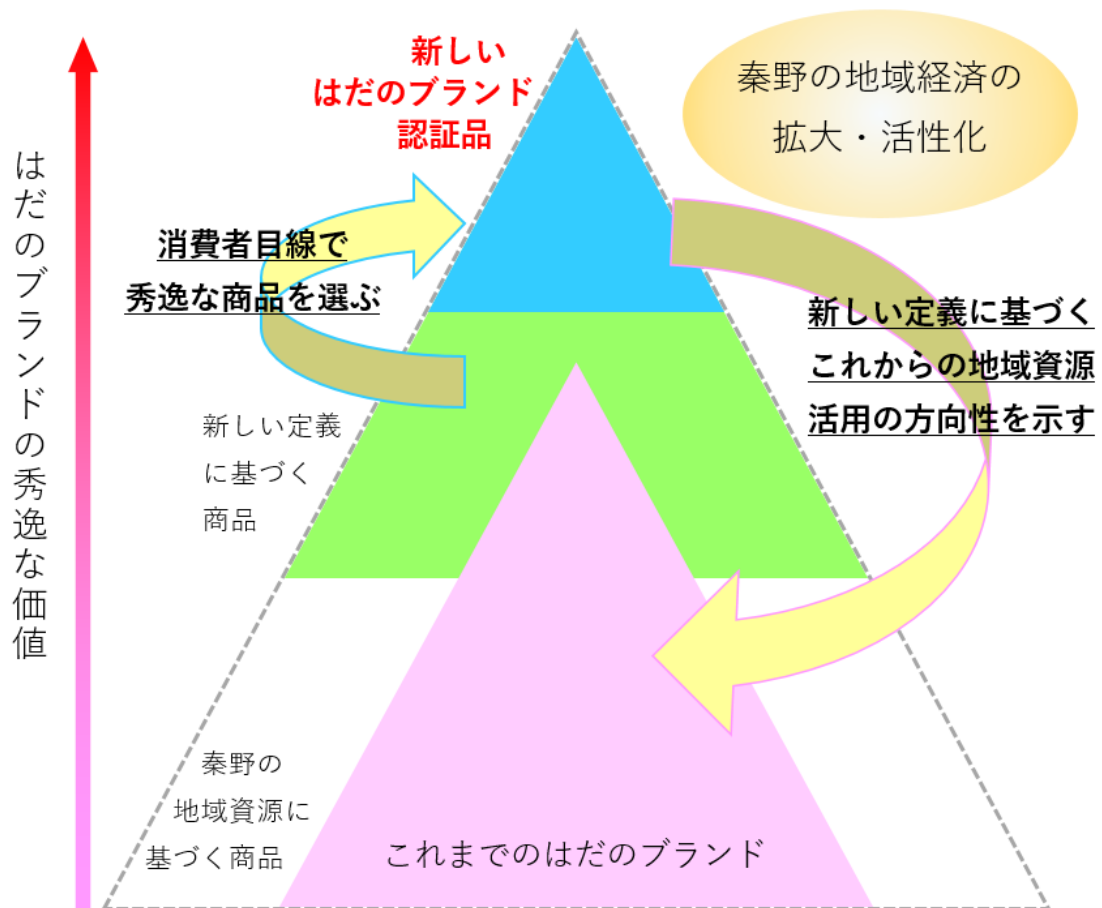 はだのブランドの秀逸な価値
新しい
はだのブランド
認証品
秦野の地域経済の
拡大・活性化
消費者目線で
秀逸な商品を選ぶ
新しい定義に基づく
これからの地域資源
活用の方向性を示す
新しい定義
に基づく
商品
秦野の
地域資源に
基づく商品
これまでのはだのブランド